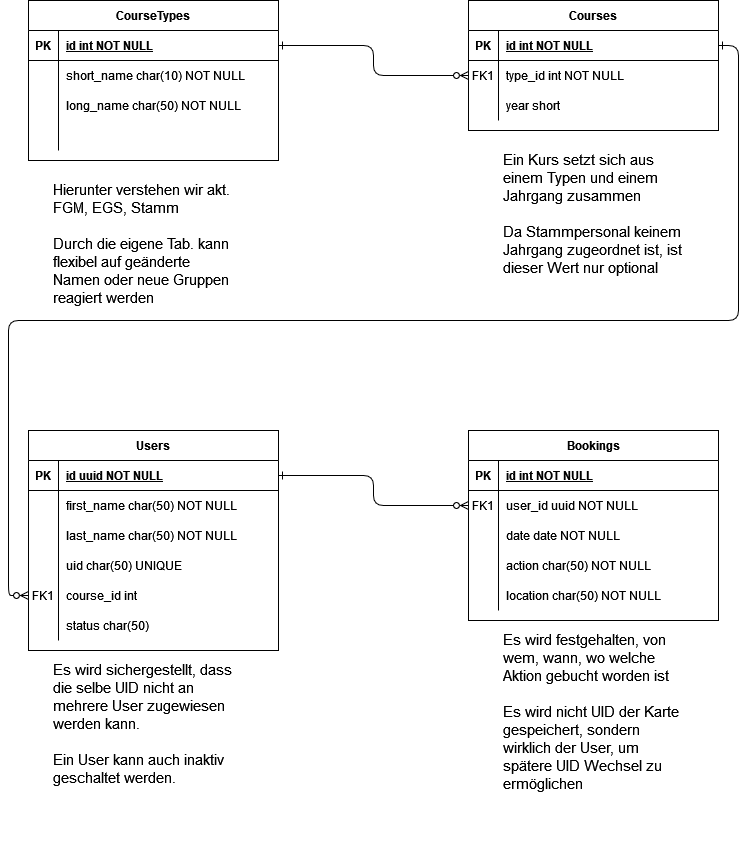 CourseTypes
PK id int NOT NULL
short_name char(10) NOT NULL
long_name char(50) NOT NULL
Hierunter verstehen wir akt.
FGM, EGS, Stamm
Durch die eigene Tab. kann
flexibel auf geänderte
Namen oder neue Gruppen
reagiert werden
Courses
PK id int NOT NULL
FK1 type_id int NOT NULL
year short
Ein Kurs setzt sich aus
einem Typen und einem
Jahrgang zusammen
Da Stammpersonal keinem
Jahrgang zugeordnet ist, ist
dieser Wert nur optional
Users
PK id uuid NOT NULL
first_name char(50) NOT NULL
last_name char(50) NOT NULL
uid char(50) UNIQUE
FK1 course_id int
status char(50)
Es wird sichergestellt, dass
die selbe UID nicht an
mehrere User zugewiesen
werden kann.
Ein User kann auch inaktiv
geschaltet werden.
Bookings
PK id int NOT NULL
FK1 user_id uuid NOT NULL
date date NOT NULL
action char(50) NOT NULL
location char(50) NOT NULL
Es wird festgehalten, von
wem, wann, wo welche
Aktion gebucht worden ist
Es wird nicht UID der Karte
gespeichert, sondern
wirklich der User, um
spätere UID Wechsel zu
ermöglichen